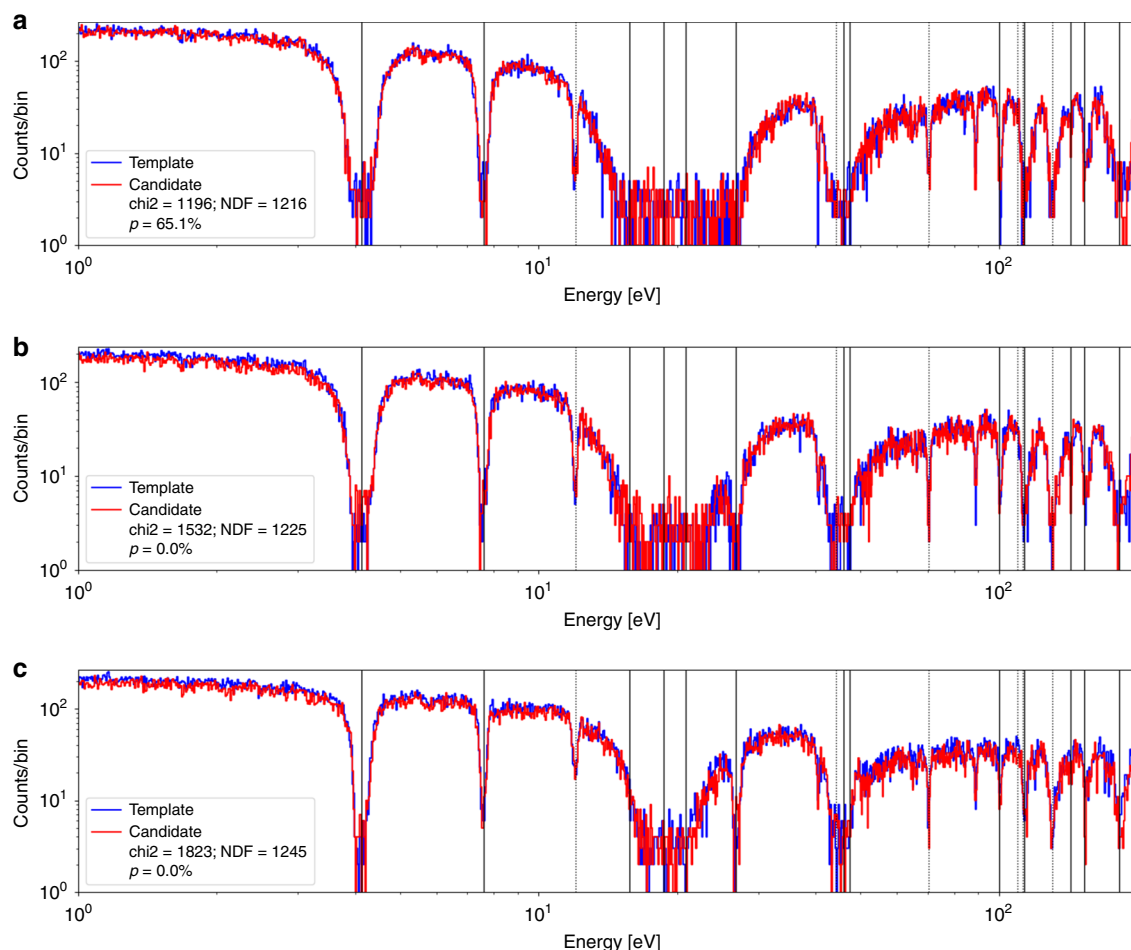 a
10² 
10¹
10⁰
Counts/bin
Template
Candidate
chi2 = 1196; NDF = 1216
p = 65.1%
10⁰ 10¹ 10²
Energy [eV]
b
10²
10¹
10⁰
Counts/bin
Template
Candidate
chi2 = 1532; NDF = 1225
p = 0.0%
10⁰ 10¹ 10²
Energy [eV]
c
10²
10¹
10⁰
Counts/bin
Template
Candidate
chi2 = 1823; NDF = 1245
p = 0.0%
10⁰ 10¹ 10²
Energy [eV]